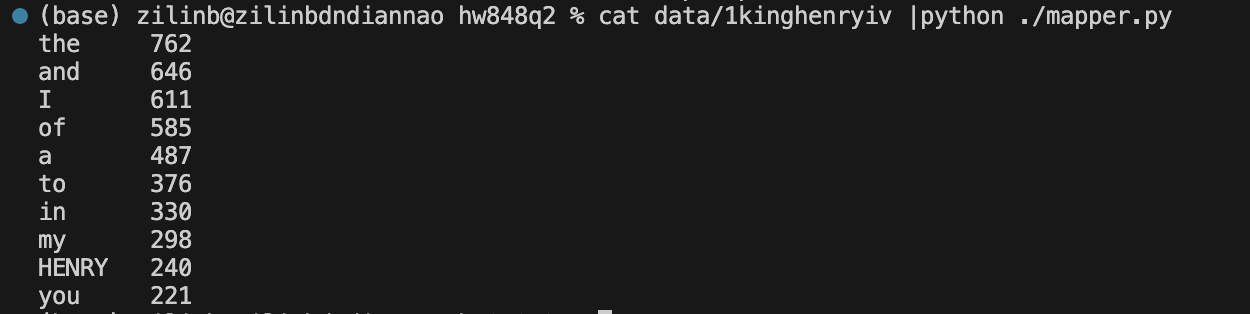 (base) zilinb@zilinbdndiannao hw848q2 % cat data/1kinghenryiv |python ./mapper.py
the 762
and 646
I 611
of 585
a 487
to 376
in 330
my 298
HENRY 240
you 221